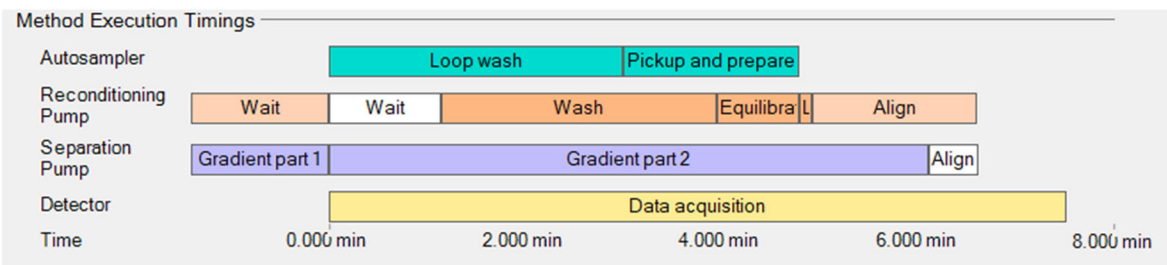 Method Execution Timings
Autosampler
Loop wash
Pickup and prepare
Reconditioning
Pump
Wait
Wait
Wash
Equilibra
L
Align
Separation
Pump
Gradient part 1
Gradient part 2
Align
Detector
Data acquisition
Time
0.000 min
2.000 min
4.000 min
6.000 min
8.000 min